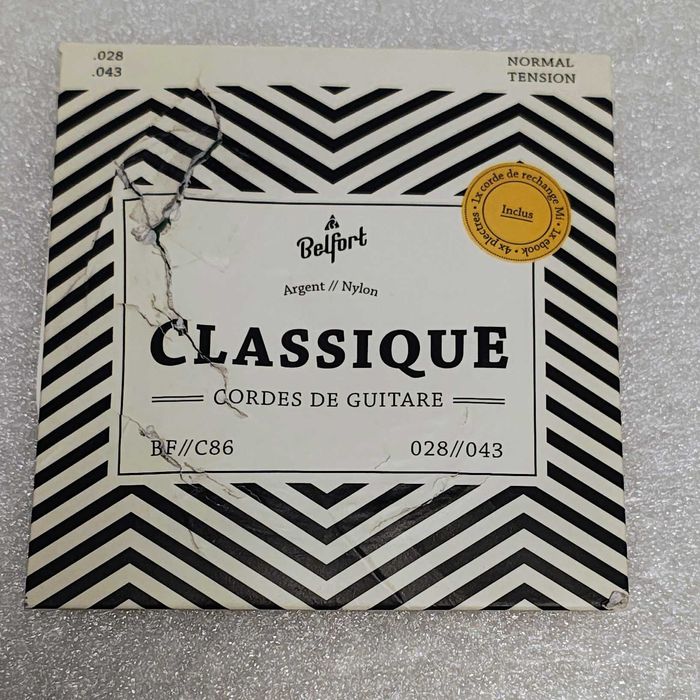 .028
.043
NORMAL
TENSION
1x corde de rechange Mi • 1x ebook • 4x plectres •
Inclus
Belfort
Argent // Nylon
CLASSIQUE
CORDES DE GUITARE
BF//C86
028//043